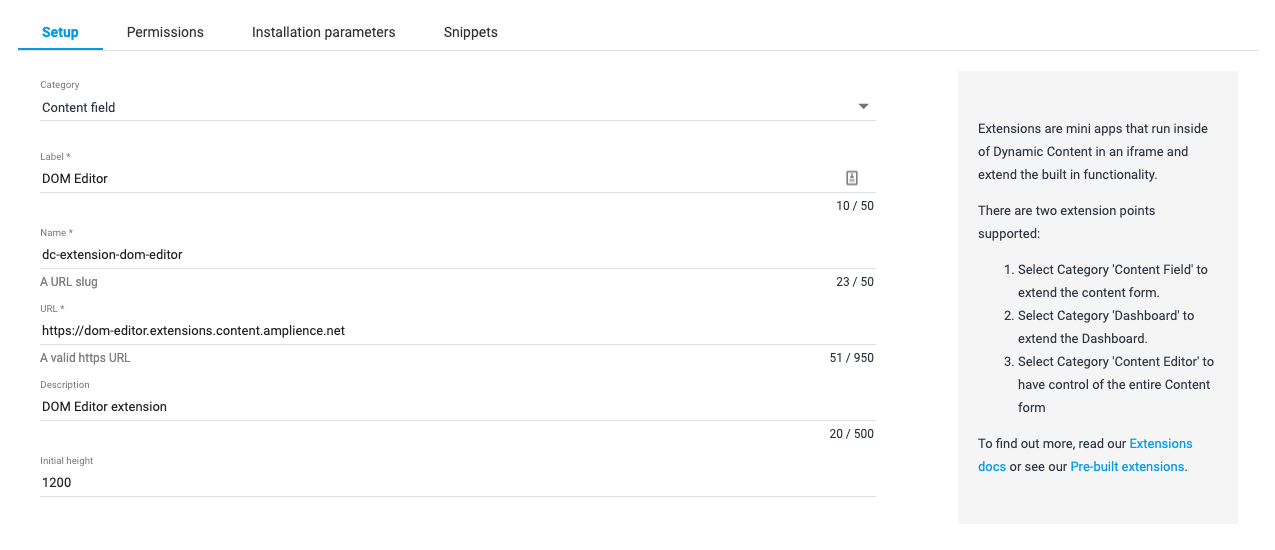 Setup Permissions Installation parameters Snippets
Category
Content field
Label *
DOM Editor
10 / 50
Name *
dc-extension-dom-editor
A URL slug 23 / 50
URL *
https://dom-editor.extensions.content.amplience.net
A valid https URL 51 / 950
Description
DOM Editor extension
20 / 500
Initial height
1200
Extensions are mini apps that run inside
of Dynamic Content in an iframe and
extend the built in functionality.
There are two extension points
supported:
1. Select Category 'Content Field' to
extend the content form.
2. Select Category 'Dashboard' to
extend the Dashboard.
3. Select Category 'Content Editor' to
have control of the entire Content
form
To find out more, read our Extensions
docs or see our Pre-built extensions.